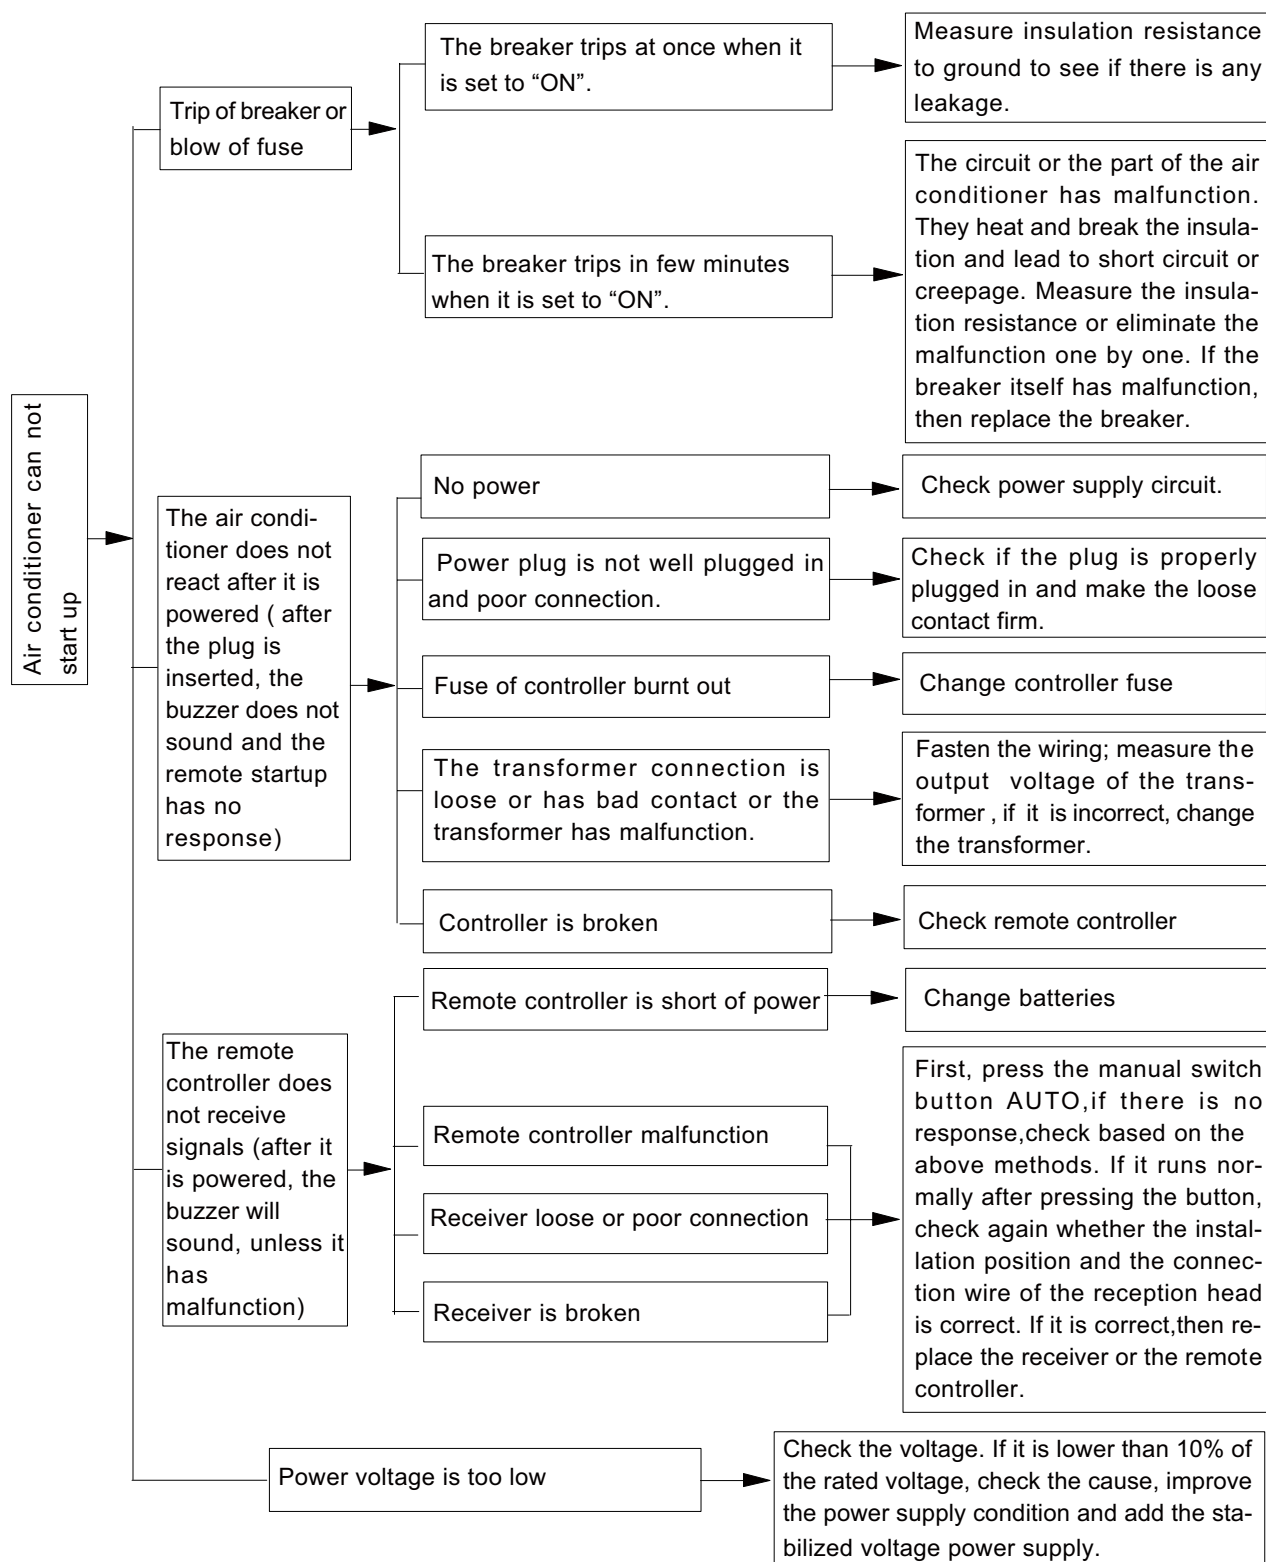 Air conditioner can not
start up
Trip of breaker or
blow of fuse
The breaker trips at once when it
is set to “ON”.
Measure insulation resistance
to ground to see if there is any
leakage.
The breaker trips in few minutes
when it is set to “ON”.
The circuit or the part of the air
conditioner has malfunction.
They heat and break the insula-
tion and lead to short circuit or
creepage. Measure the insula-
tion resistance or eliminate the
malfunction one by one. If the
breaker itself has malfunction,
then replace the breaker.
The air condi-
tioner does not
react after it is
powered ( after
the plug is
inserted, the
buzzer does not
sound and the
remote startup
has no
response)
No power
Check power supply circuit.
Power plug is not well plugged in
and poor connection.
Check if the plug is properly
plugged in and make the loose
contact firm.
Fuse of controller burnt out
Change controller fuse
The transformer connection is
loose or has bad contact or the
transformer has malfunction.
Fasten the wiring; measure the
output voltage of the trans-
former , if it is incorrect, change
the transformer.
Controller is broken
Check remote controller
The remote
controller does
not receive
signals (after it
is powered, the
buzzer will
sound, unless it
has
malfunction)
Remote controller is short of power
Change batteries
Remote controller malfunction
Receiver loose or poor connection
Receiver is broken
First, press the manual switch
button AUTO,if there is no
response,check based on the
above methods. If it runs nor-
mally after pressing the button,
check again whether the instal-
lation position and the connec-
tion wire of the reception head
is correct. If it is correct,then re-
place the receiver or the remote
controller.
Power voltage is too low
Check the voltage. If it is lower than 10% of
the rated voltage, check the cause, improve
the power supply condition and add the sta-
bilized voltage power supply.